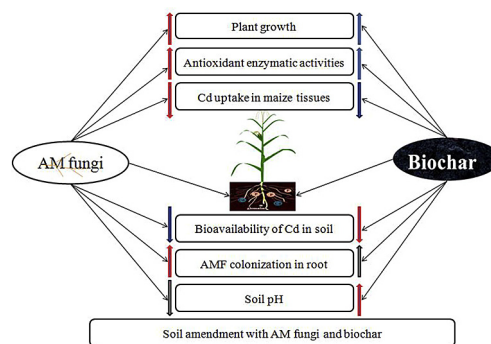 Plant growth
Antioxidant enzymatic activities
Cd uptake in maize tissues
AM fungi
Biochar
Bioavailability of Cd in soil
AMF colonization in root
Soil pH
Soil amendment with AM fungi and biochar